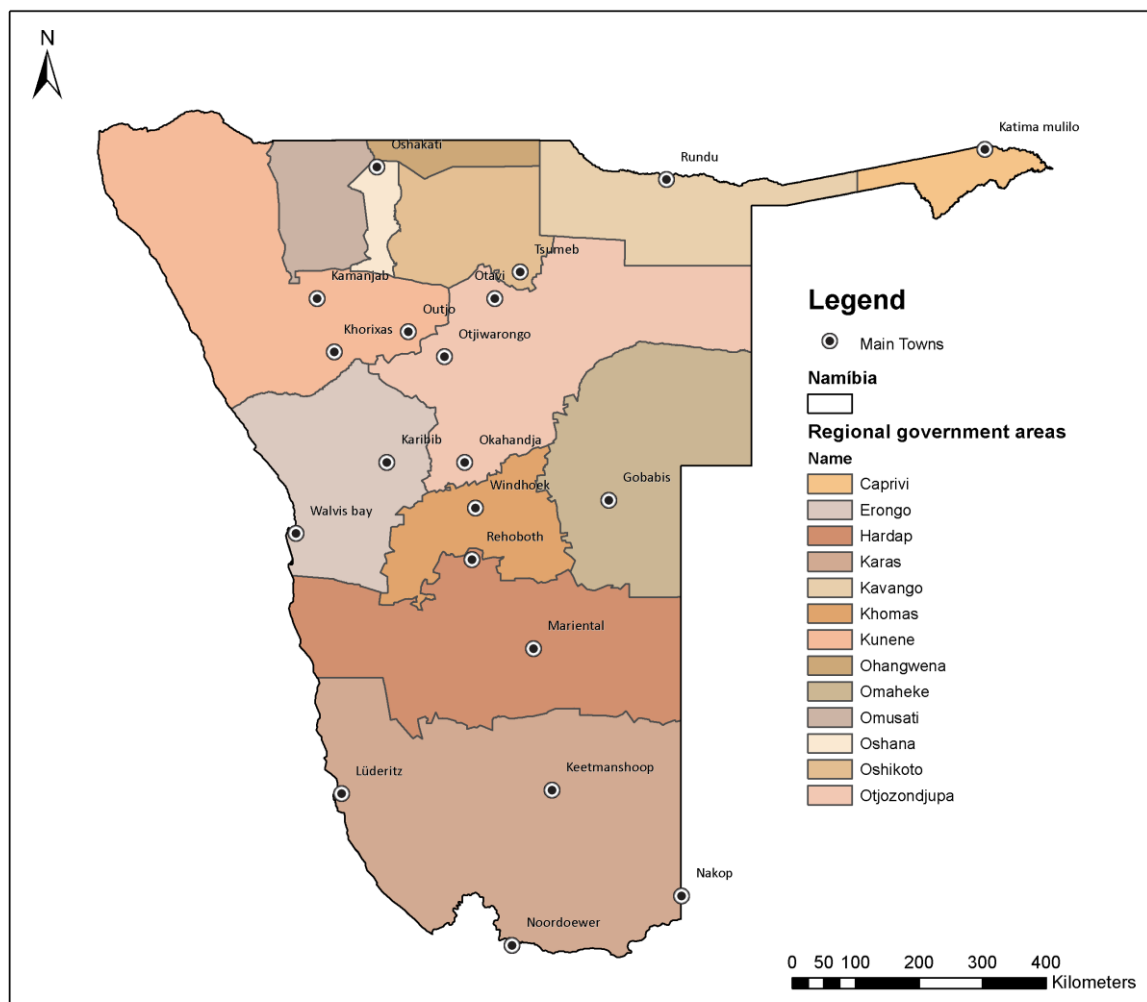 N
Katima mulilo
Oshakati
Rundu
Tsumeb
Kamanjab
Otavi
Outjo
Khorixas
Otjiwarongo
Karibib
Okahandja
Gobabis
Windhoek
Walvis bay
Rehoboth
Mariental
Lüderitz
Keetmanshoop
Nakop
Noordoewer
Legend
Main Towns
Namíbia
Regional government areas
Name
Caprivi
Erongo
Hardap
Karas
Kavango
Khomas
Kunene
Ohangwena
Omaheke
Omusati
Oshana
Oshikoto
Otjozondjupa
0 50 100 200 300 400
Kilometers